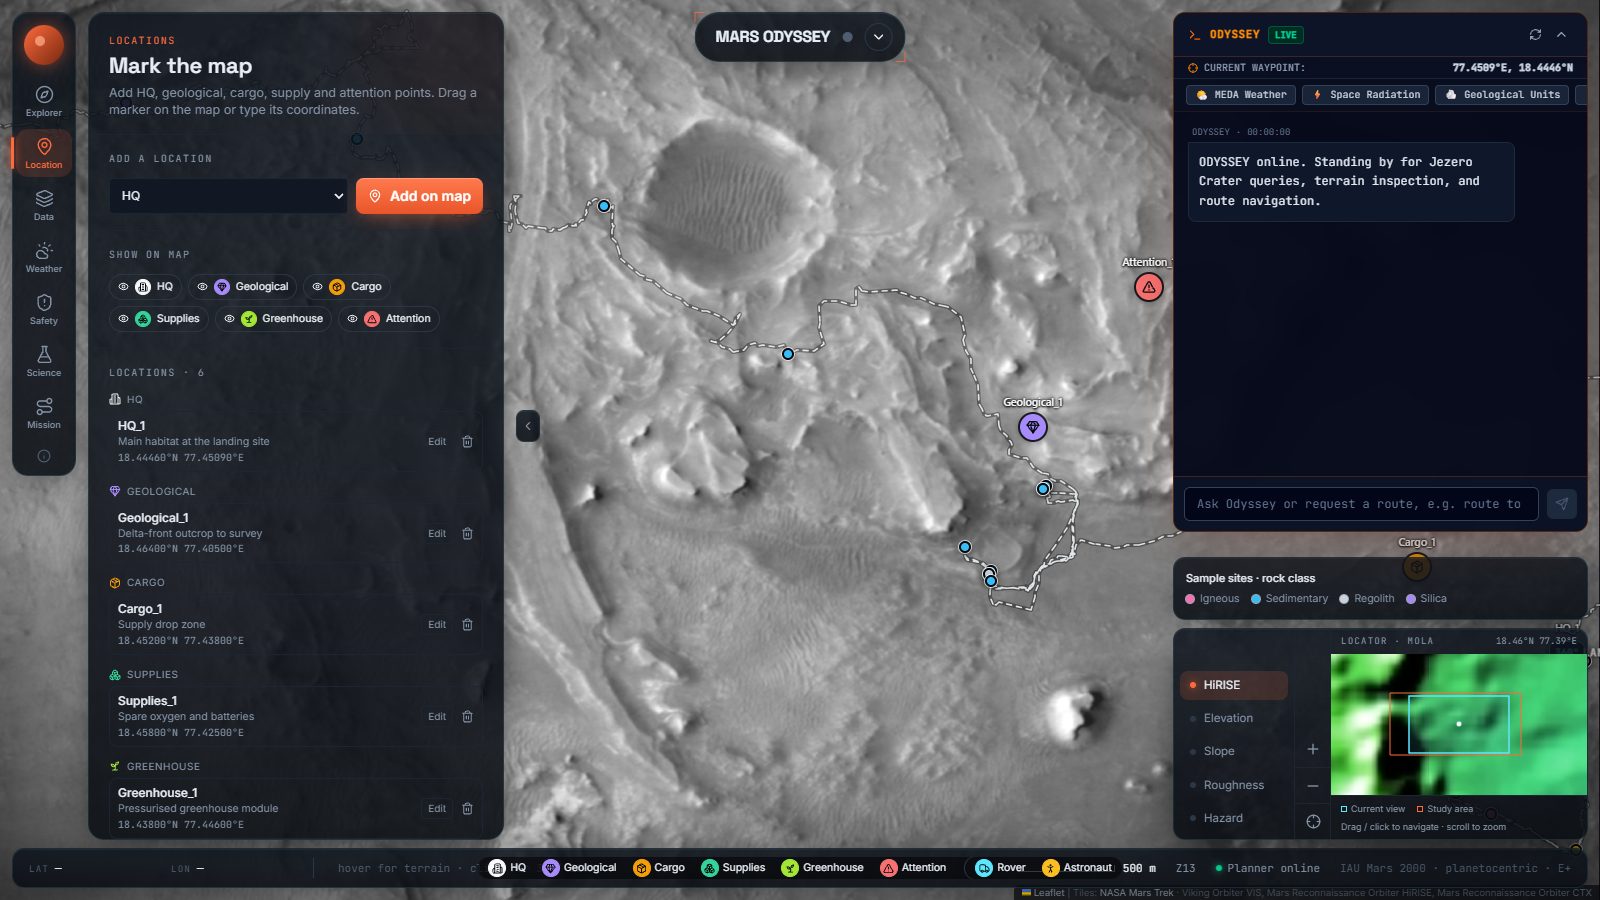 Explorer
Location
Data
Weather
Safety
Science
Mission
LOCATIONS
Mark the map
Add HQ, geological, cargo, supply and attention points. Drag a
marker on the map or type its coordinates.
ADD A LOCATION
HQ
Add on map
SHOW ON MAP
HQ
Geological
Cargo
Supplies
Greenhouse
Attention
LOCATIONS · 6
HQ
HQ_1
Main habitat at the landing site
18.44460°N 77.45090°E
Edit
GEOLOGICAL
Geological_1
Delta-front outcrop to survey
18.46400°N 77.40500°E
Edit
CARGO
Cargo_1
Supply drop zone
18.45200°N 77.43800°E
Edit
SUPPLIES
Supplies_1
Spare oxygen and batteries
18.45800°N 77.42500°E
Edit
GREENHOUSE
Greenhouse_1
Pressurised greenhouse module
18.43800°N 77.44600°E
Edit
MARS ODYSSEY
Attention_
Geological_1
ODYSSEY LIVE
CURRENT WAYPOINT: 77.4509°E, 18.4446°N
MEDA Weather
Space Radiation
Geological Units
ODYSSEY · 00:00:00
ODYSSEY online. Standing by for Jezero
Crater queries, terrain inspection, and
route navigation.
Ask Odyssey or request a route, e.g. route to
Cargo_1
Sample sites · rock class
Igneous
Sedimentary
Regolith
Silica
HQ_1
LOCATOR · MOLA 18.46°N 77.39°E
HiRISE
Elevation
Slope
Roughness
Hazard
Current view
Study area
Drag / click to navigate · scroll to zoom
LAT —
LON —
hover for terrain · c
HQ
Geological
Cargo
Supplies
Greenhouse
Attention
Rover
Astronaut
500 m
Z13
Planner online
IAU Mars 2000 · planetocentric · E+
Leaflet | Tiles: NASA Mars Trek · Viking Orbiter VIS, Mars Reconnaissance Orbiter HiRISE, Mars Reconnaissance Orbiter CTX